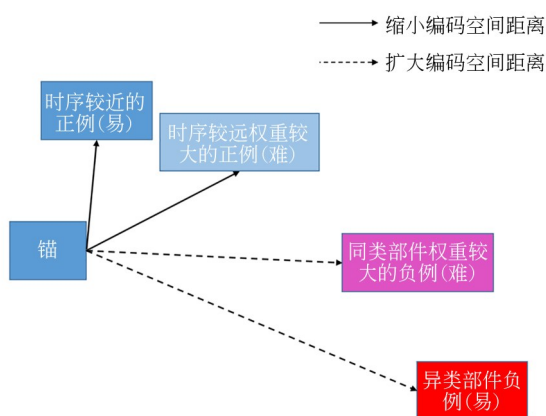 缩小编码空间距离
扩大编码空间距离
时序较近的
正例(易)
时序较远权重较
大的正例(难)
锚
同类部件权重较
大的负例(难)
异类部件负
例(易)